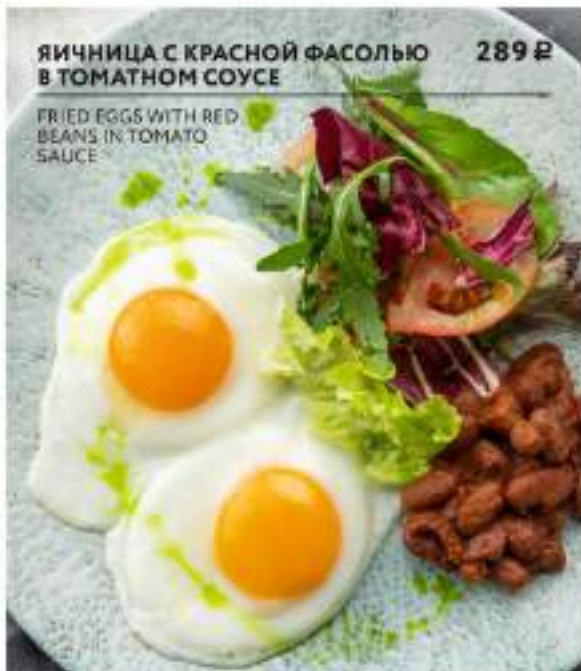 ЯИЧНИЦА С КРАСНОЙ ФАСОЛЬЮ 289 ₽
В ТОМАТНОМ СОУСЕ
FRIED EGGS WITH RED
BEANS IN TOMATO
SAUCE